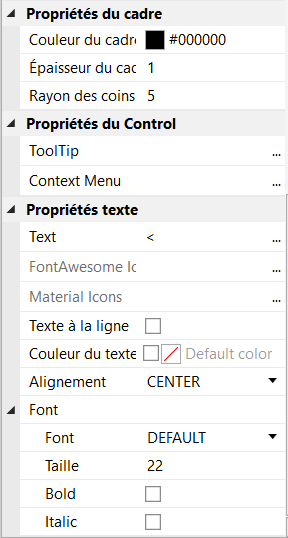 Propriétés du cadre
Couleur du cadre #000000
Épaisseur du cac 1
Rayon des coins 5
Propriétés du Control
ToolTip ...
Context Menu ...
Propriétés texte
Text < ...
FontAwesome Ic ...
Material Icons ...
Texte à la ligne
Couleur du texte Default color
Alignement CENTER
Font
Font DEFAULT
Taille 22
Bold
Italic